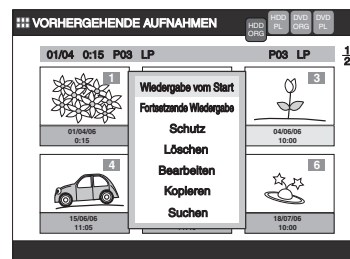 VORHERGEHENDE AUFNAHMEN
HDD ORG
HDD PL
DVD ORG
DVD PL
01/04 0:15 P03 LP
P03 LP
1/2
1
3
01/04/06
0:15
04/06/06
10:00
Wiedergabe vom Start
Fortsetzende Wiedergabe
Schutz
Löschen
Bearbeiten
Kopieren
Suchen
4
6
15/06/06
11:05
18/07/06
10:00